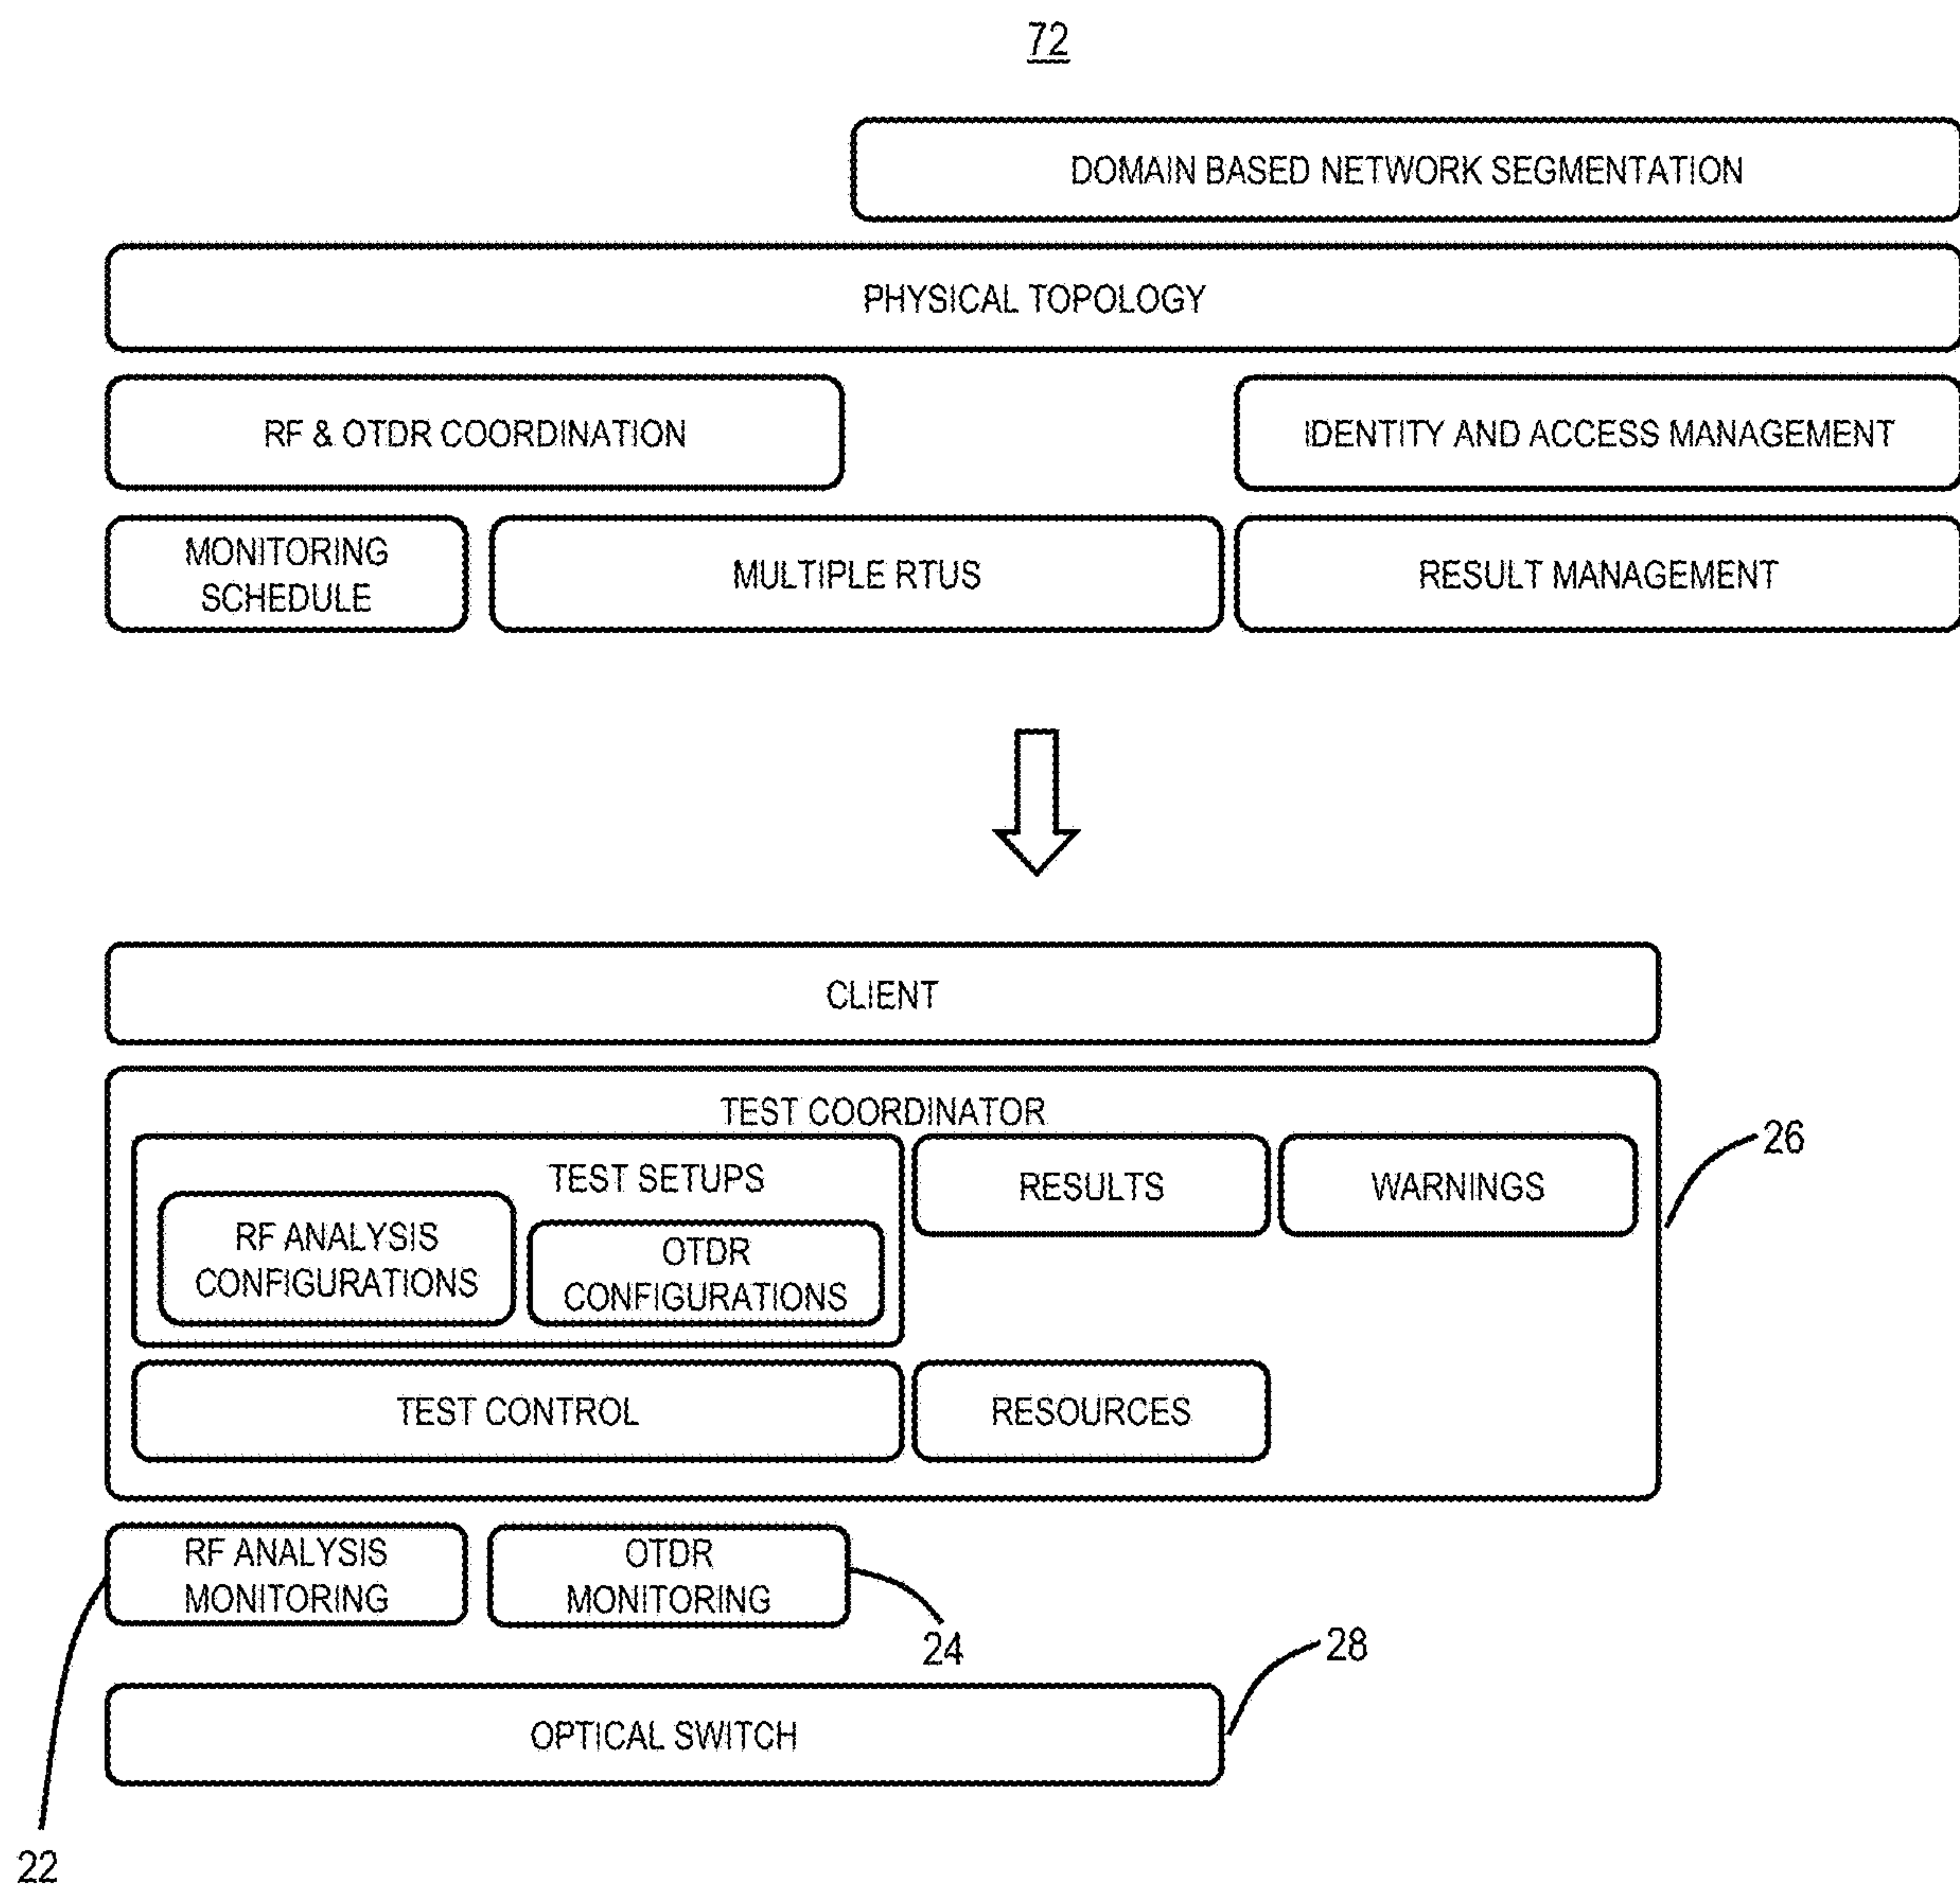 72
DOMAIN BASED NETWORK SEGMENTATION
PHYSICAL TOPOLOGY
RF & OTDR COORDINATION
IDENTITY AND ACCESS MANAGEMENT
MONITORING
SCHEDULE
MULTIPLE RTUS
RESULT MANAGEMENT
CLIENT
TEST COORDINATOR
26
TEST SETUPS
RF ANALYSIS
CONFIGURATIONS
OTDR
CONFIGURATIONS
RESULTS
WARNINGS
TEST CONTROL
RESOURCES
RF ANALYSIS
MONITORING
OTDR
MONITORING
24
28
OPTICAL SWITCH
22